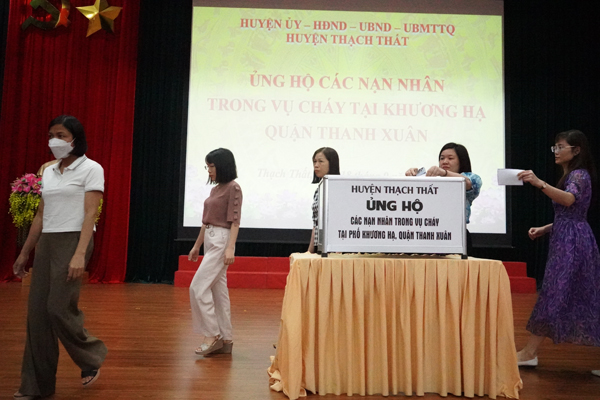 HUYỆN ỦY – HĐND – UBND – UBMTTQ
HUYỆN THẠCH THẤT
ỦNG HỘ CÁC NẠN NHÂN
TRONG VỤ CHÁY TẠI KHƯƠNG HẠ
QUẬN THANH XUÂN
Thạch Thất
HUYỆN THẠCH THẤT
ỦNG HỘ
CÁC NẠN NHÂN TRONG VỤ CHÁY
TẠI PHỐ KHƯƠNG HẠ, QUẬN THANH XUÂN